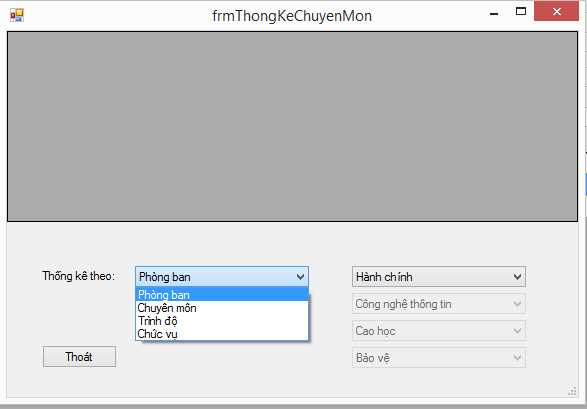 frmThongKeChuyenMon
Thống kê theo:
Phòng ban
Hành chính
Phòng ban
Chuyên môn
Trình độ
Chức vụ
Công nghệ thông tin
Cao học
Bảo vệ
Thoát